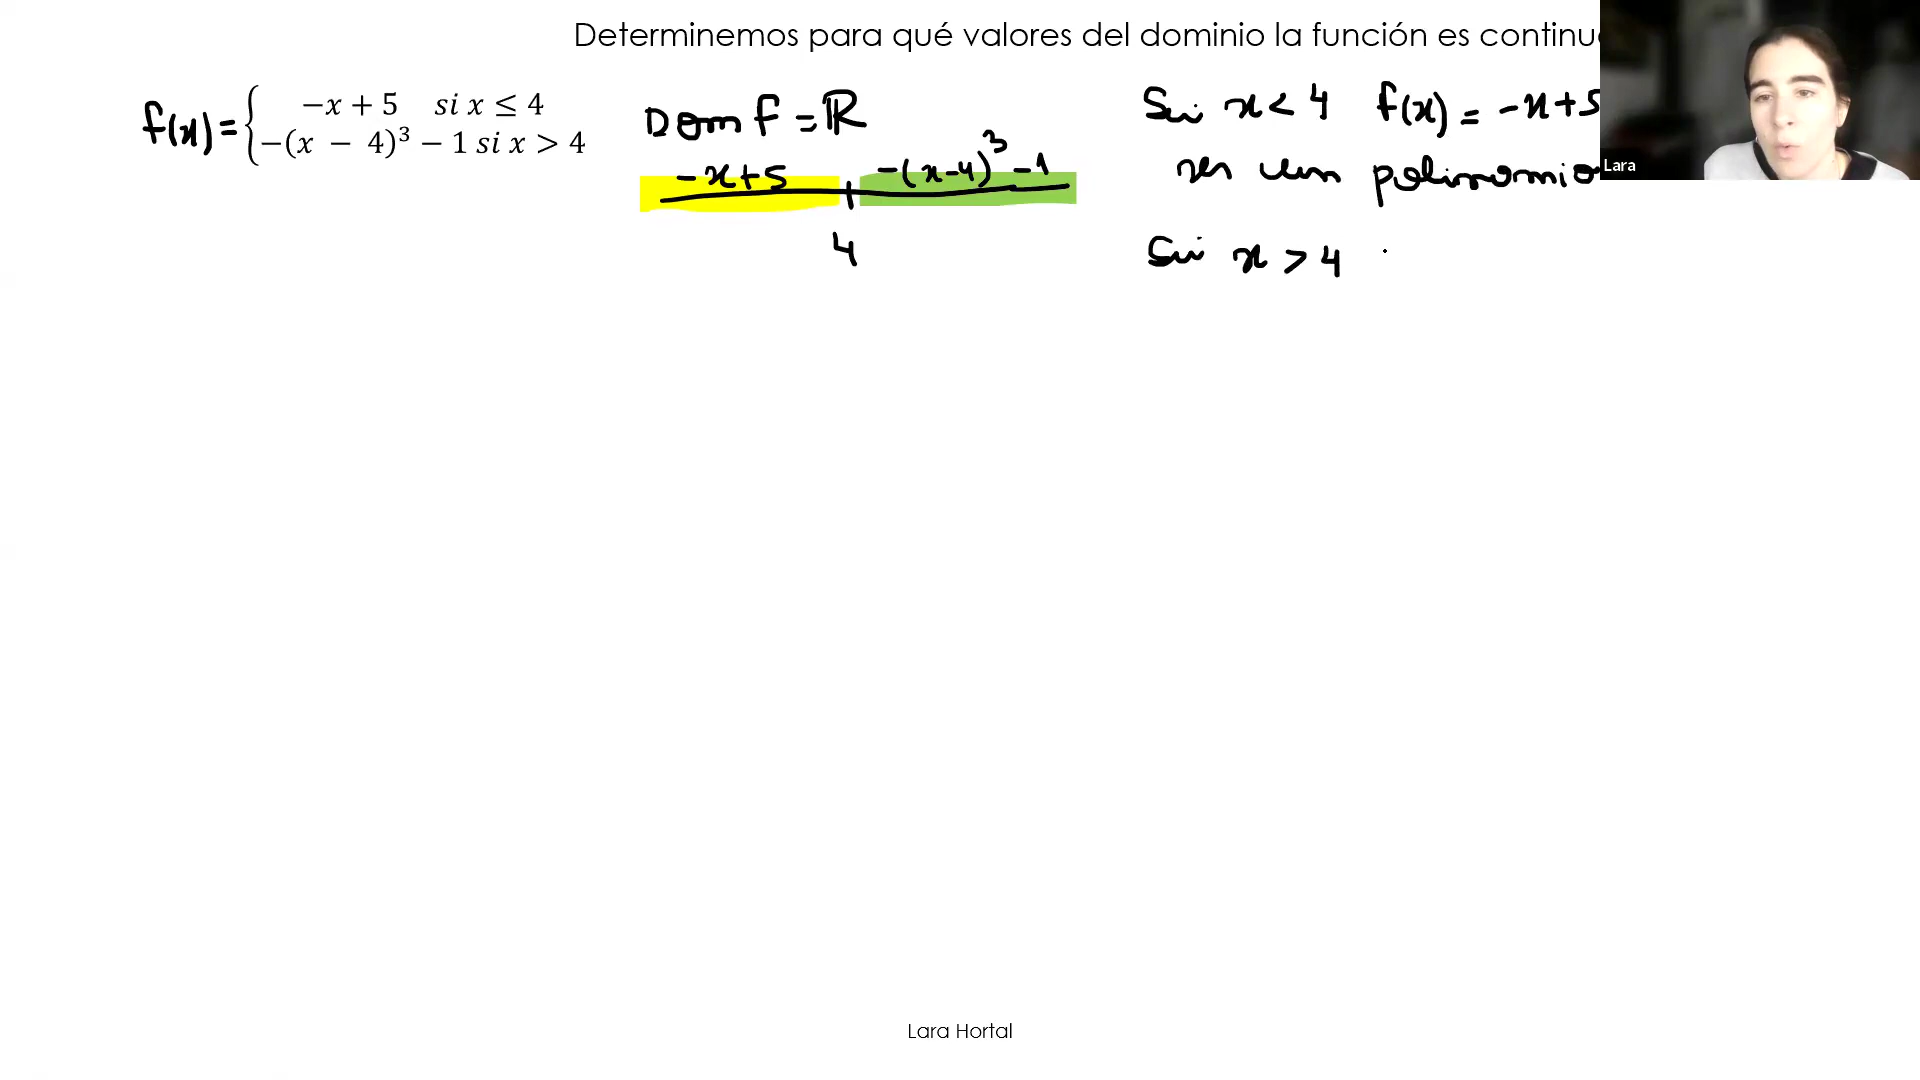 Determinemos para qué valores del dominio la función es continu
f(x) = { −x + 5 si x ≤ 4
−(x − 4)³ − 1 si x > 4
Dom f = ℝ
-x+5 -(x-4)³-1
4
Si x < 4 f(x) = -x+5
es un polinomio
Si x > 4
Lara
Lara Hortal